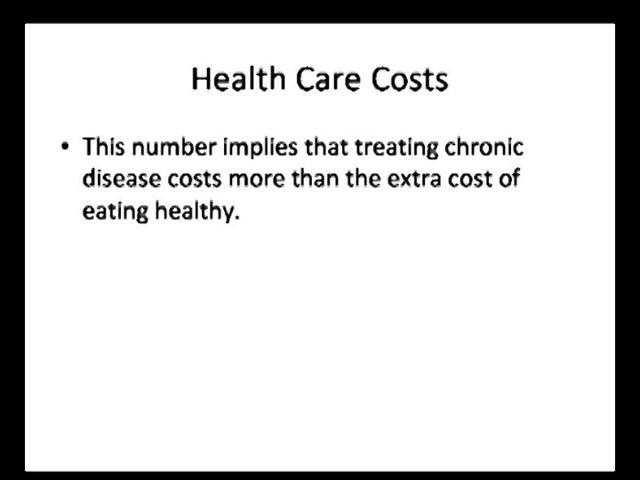 Health Care Costs
• This number implies that treating chronic
disease costs more than the extra cost of
eating healthy.